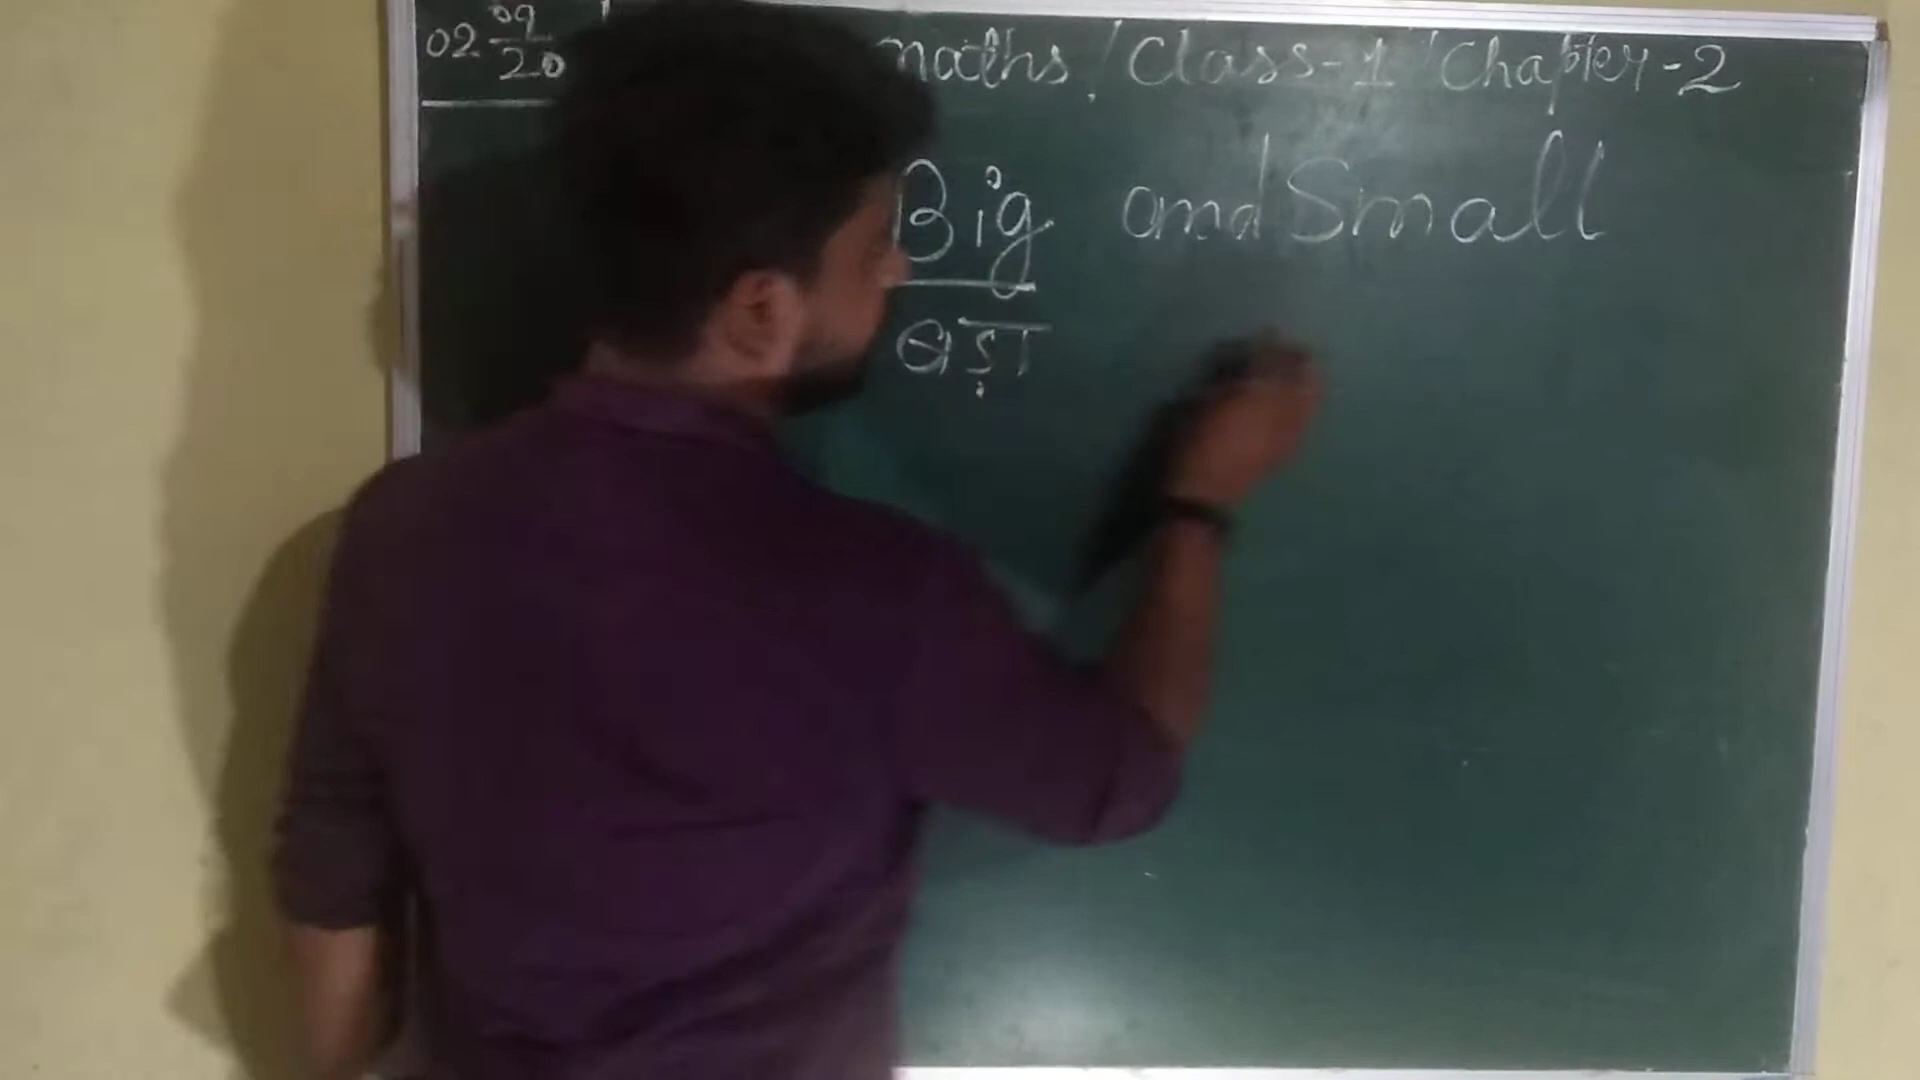 02 09/20 maths / Class-1 / Chapter-2
Big and Small
बड़ा